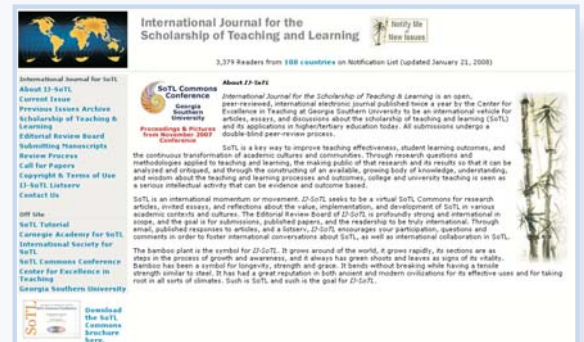 International Journal for the
Scholarship of Teaching and Learning
Notify Me
of
New Issues
3,379 Readers from 108 countries on Notification List (updated January 21, 2008)
International Journal for SoTL
About IJ-SoTL
Current Issue
Previous Issues Archive
Scholarship of Teaching &
Learning
Editorial Review Board
Submitting Manuscripts
Review Process
Call for Papers
Copyright & Terms of Use
IJ-SoTL Listserv
Contact Us
Off Site
SoTL Tutorial
Carnegie Academy for SoTL
International Society for
SoTL
SoTL Commons Conference
Center for Excellence in
Teaching
Georgia Southern University
SoTL
Download
the SoTL
Commons
brochure
here.
SoTL Commons
Conference
Georgia
Southern
University
Proceedings & Pictures
from November 2007
Conference
About IJ-SoTL
International Journal for the Scholarship of Teaching & Learning is an open,
peer-reviewed, international electronic journal published twice a year by the Center for
Excellence in Teaching at Georgia Southern University to be an international vehicle for
articles, essays, and discussions about the scholarship of teaching and learning (SoTL)
and its applications in higher/tertiary education today. All submissions undergo a
double-blind peer-review process.
SoTL is a key way to improve teaching effectiveness, student learning outcomes, and
the continuous transformation of academic cultures and communities. Through research questions and
methodologies applied to teaching and learning, the making public of that research and its results so that it can be
analyzed and critiqued, and through the constructing of an available, growing body of knowledge, understanding,
and wisdom about the teaching and learning processes and outcomes, college and university teaching is seen as
a serious intellectual activity that can be evidence and outcome based.
SoTL is an international momentum or movement. IJ-SoTL seeks to be a virtual SoTL Commons for research
articles, invited essays, and reflections about the value, implementation, and development of SoTL in various
academic contexts and cultures. The Editorial Review Board of IJ-SoTL is profoundly strong and international in
scope, and the goal is for submissions, published papers, and the readership to be truly international. Through
email, published responses to articles, and a listserv, IJ-SoTL encourages your participation, questions and
comments in order to foster international conversations about SoTL, as well as international collaboration in SoTL.
The bamboo plant is the symbol for IJ-SoTL. It grows around of the world, it grows rapidly, its sections are as
steps in the process of growth and awareness, and it always has green shoots and leaves as signs of its vitality.
Bamboo has been a symbol for longevity, strength and grace. It bends without breaking while having a tensile
strength similar to steel. It has had a great reputation in both ancient and modern civilizations for its effective uses and for taking
root in all sorts of climates. Such is SoTL and such is the goal for IJ-SoTL.